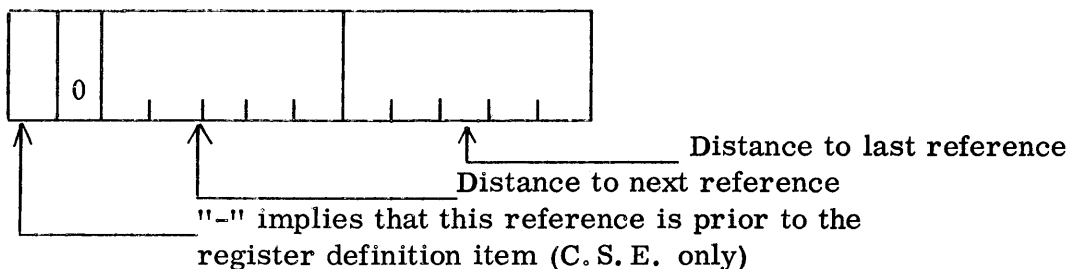 0
Distance to last reference
Distance to next reference
"-" implies that this reference is prior to the
register definition item (C.S.E. only)